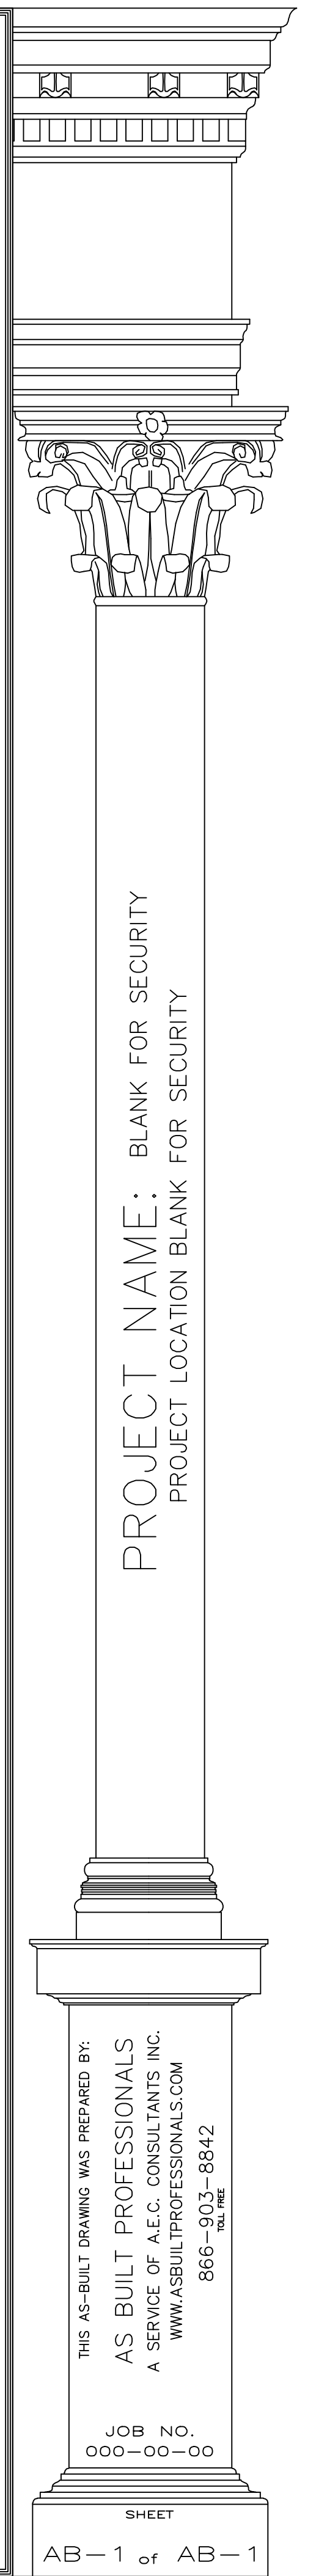 PROJECT NAME: BLANK FOR SECURITY
PROJECT LOCATION BLANK FOR SECURITY
THIS AS-BUILT DRAWING WAS PREPARED BY:
AS BUILT PROFESSIONALS
A SERVICE OF A.E.C. CONSULTANTS INC.
WWW.ASBUILTPROFESSIONALS.COM
866-903-8842
TOLL FREE
JOB NO.
000-00-00
SHEET
AB-1 of AB-1